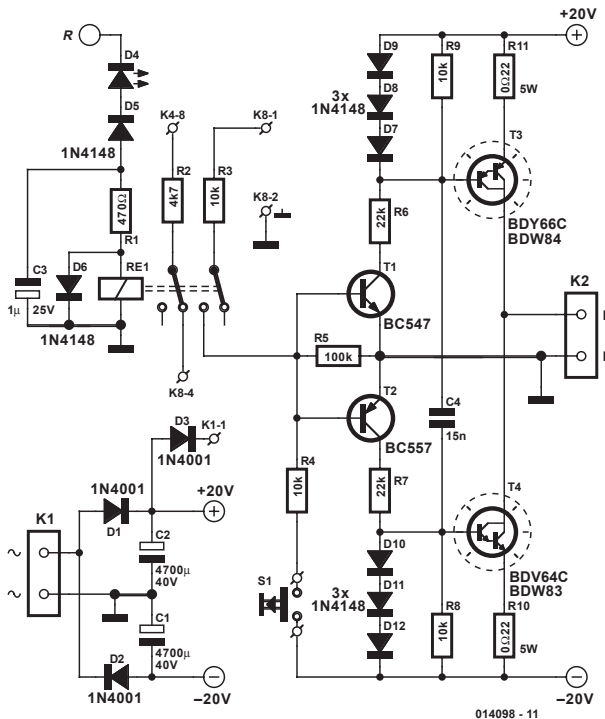 R
D4
D5
1N4148
470Ω
R1
C3
1µ
25V
D6
1N4148
RE1
K4-8
R2
4k7
K8-1
R3
10k
K8-2
K8-4
D9
3x
1N4148
D8
D7
R9
10k
R11
0Ω22
5W
+20V
T3
BDY66C
BDW84
R6
22k
T1
BC547
K2
R5
100k
T2
BC557
C4
15n
D3
K1-1
1N4001
1N4001
D1
+20V
K1
~
~
C2
4700µ
40V
C1
4700µ
40V
D2
1N4001
–20V
R4
10k
S1
22k
R7
D10
D11
3x
1N4148
D12
T4
BDV64C
BDW83
R8
10k
R10
0Ω22
5W
–20V
014098 - 11